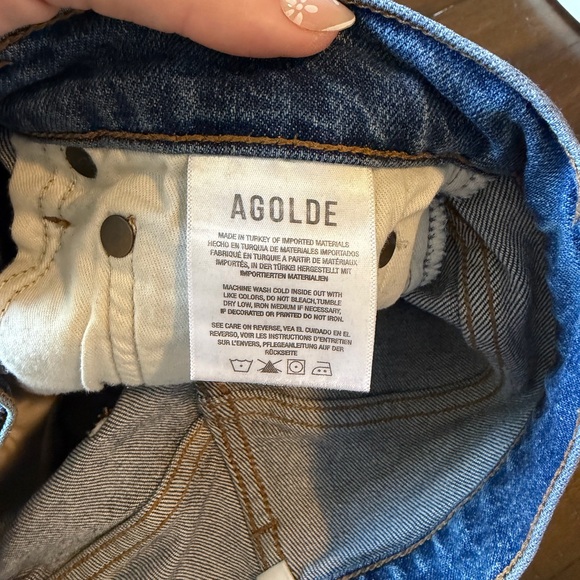 AGOLDE
MADE IN TURKEY OF IMPORTED MATERIALS
HECHO EN TURQUIA DE MATERIALES IMPORTADOS
FABRIQUÉ EN TURQUIE À PARTIR DE MATÉRIAUX
IMPORTÉS, IN DER TÜRKEI HERGESTELLT MIT
IMPORTIERTEN MATERIALIEN
MACHINE WASH COLD INSIDE OUT WITH
LIKE COLORS, DO NOT BLEACH,TUMBLE
DRY LOW, IRON MEDIUM IF NECESSARY,
IF DECORATED OR PRINTED DO NOT IRON.
SEE CARE ON REVERSE, VEA EL CUIDADO EN EL
REVERSO, VOIR LES INSTRUCTIONS D'ENTRETIEN
SUR L'ENVERS, PFLEGEANLEITUNG AUF DER
RÜCKSEITE